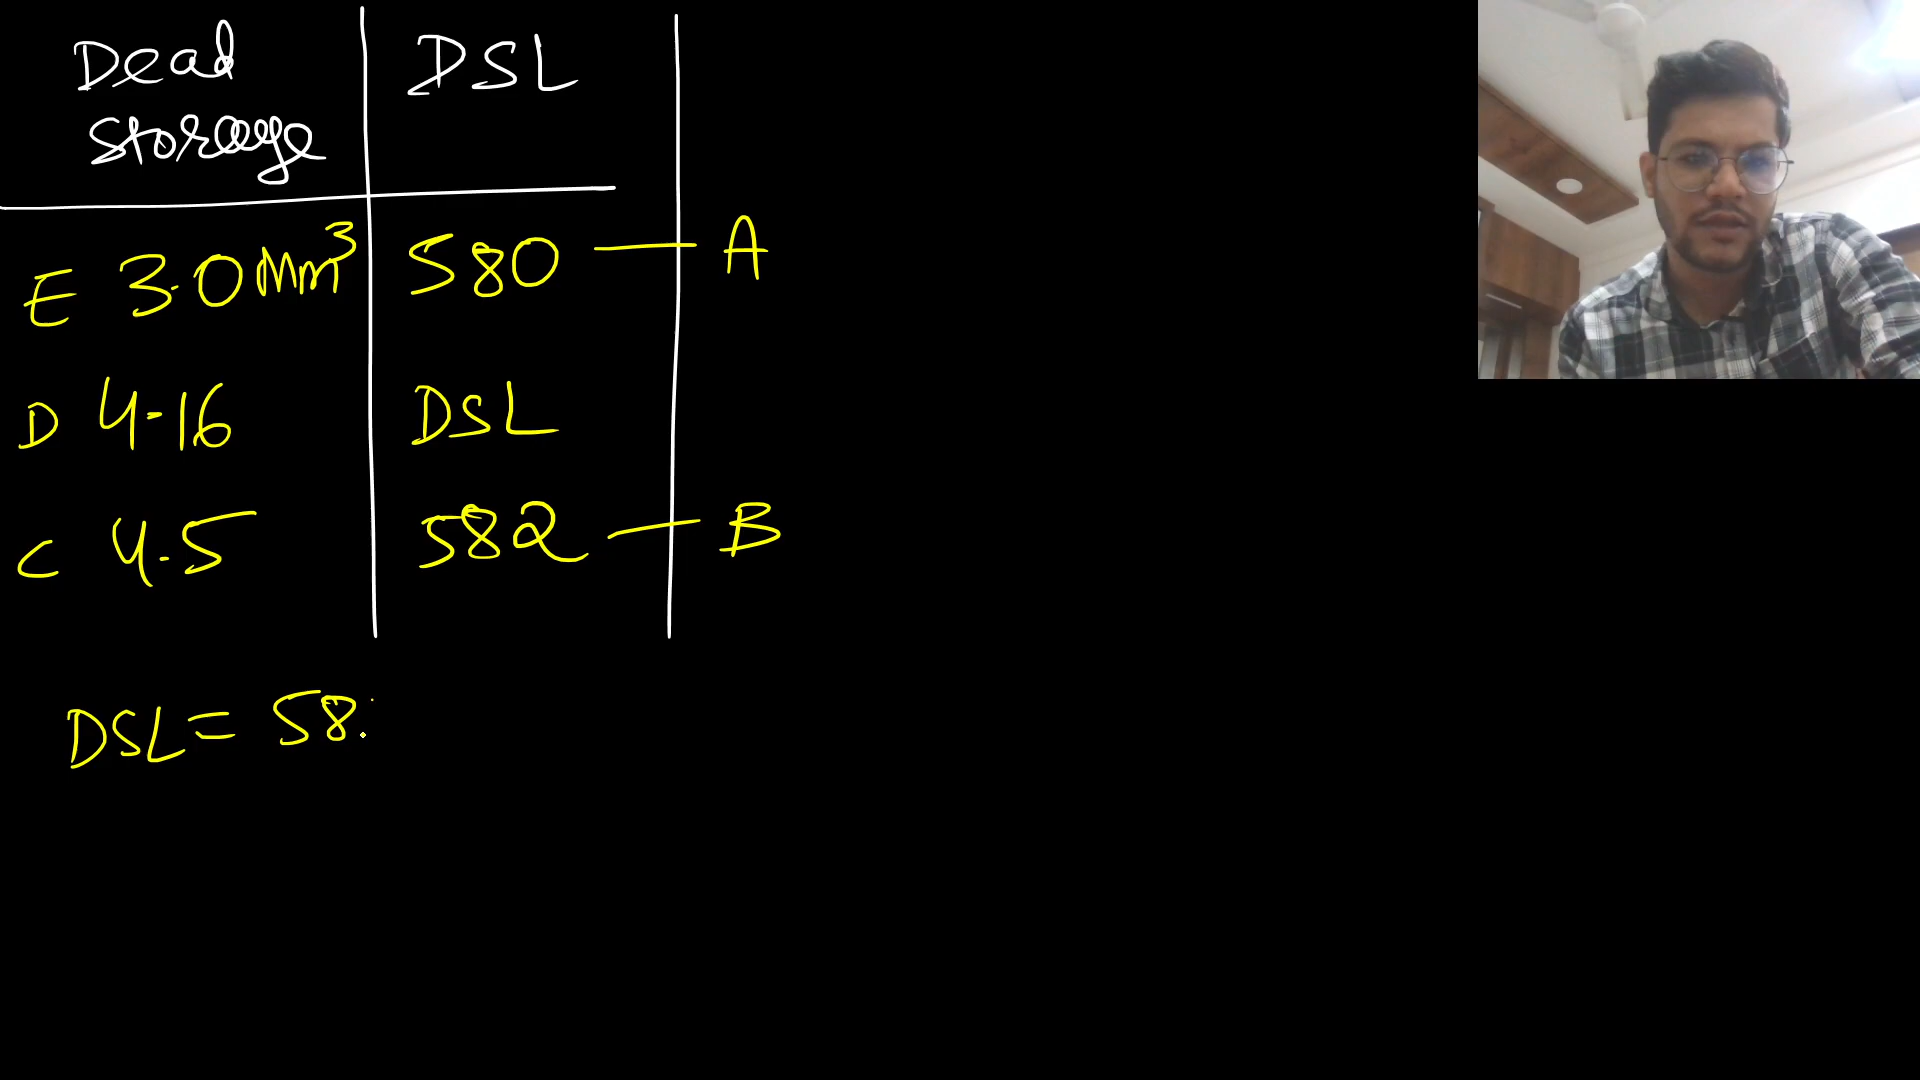 Dead DSL
storage
E 3.0 Mm³ 580 — A
D 4.16 DSL
C 4.5 582 — B
DSL = 58